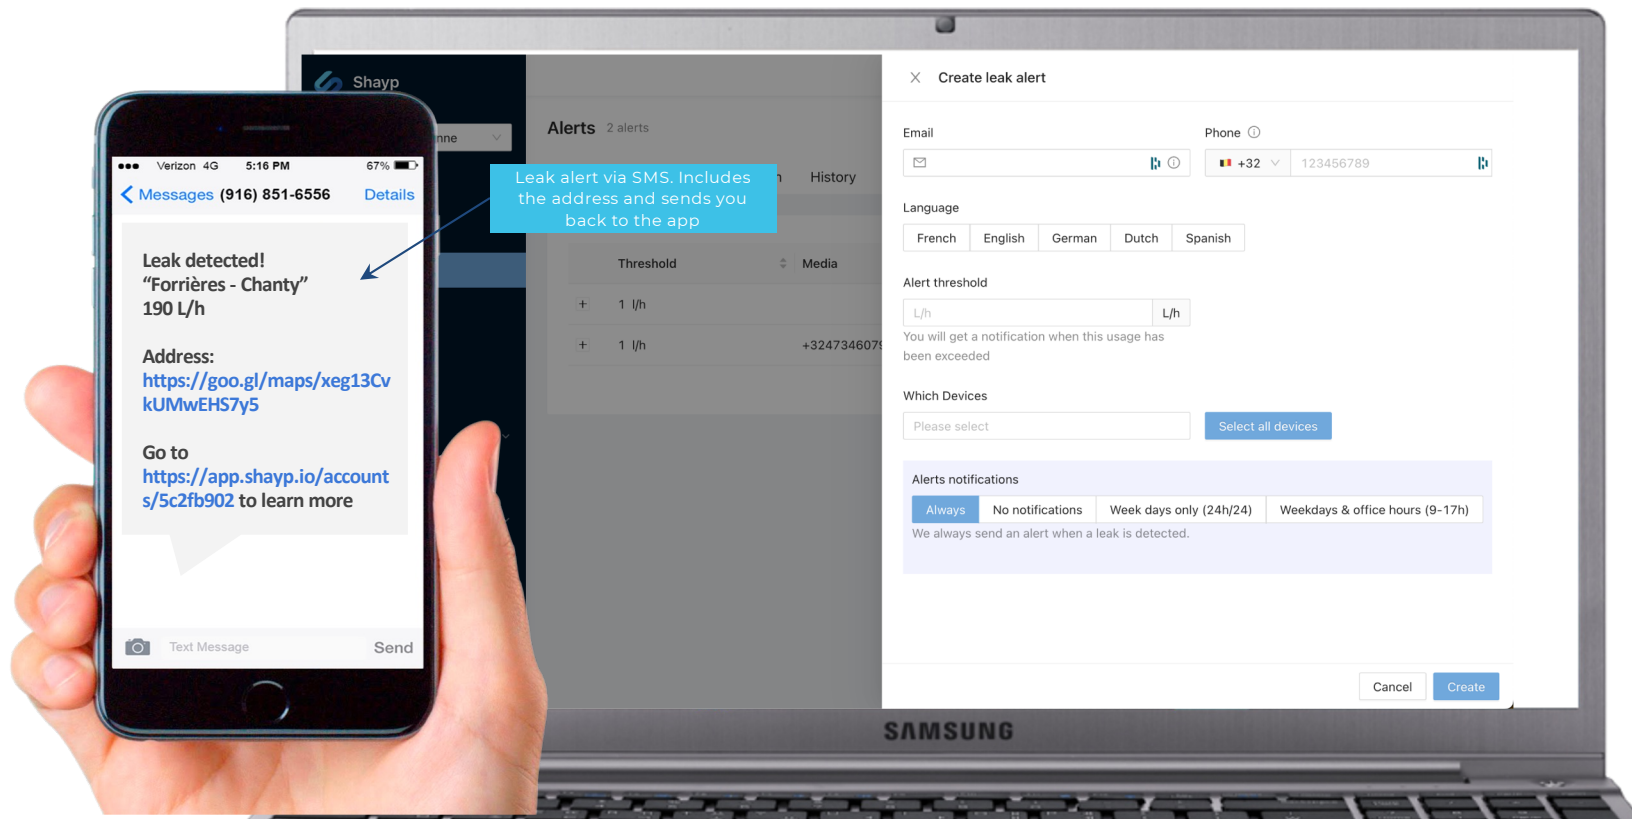 Verizon 4G 5:16 PM 67%
Messages (916) 851-6556 Details
Leak detected!
“Forrières - Chanty”
190 L/h
Address:
https://goo.gl/maps/xeg13Cv
kUMwEHS7y5
Go to
https://app.shayp.io/account
s/5c2fb902 to learn more
Text Message Send
Leak alert via SMS. Includes
the address and sends you
back to the app
Shayp
nne
Alerts 2 alerts
n History
Threshold Media
+ 1 l/h
+ 1 l/h +3247346079
Create leak alert
Email Phone
+32 123456789
Language
French English German Dutch Spanish
Alert threshold
L/h L/h
You will get a notification when this usage has
been exceeded
Which Devices
Please select Select all devices
Alerts notifications
Always No notifications Week days only (24h/24) Weekdays & office hours (9-17h)
We always send an alert when a leak is detected.
Cancel Create
SAMSUNG